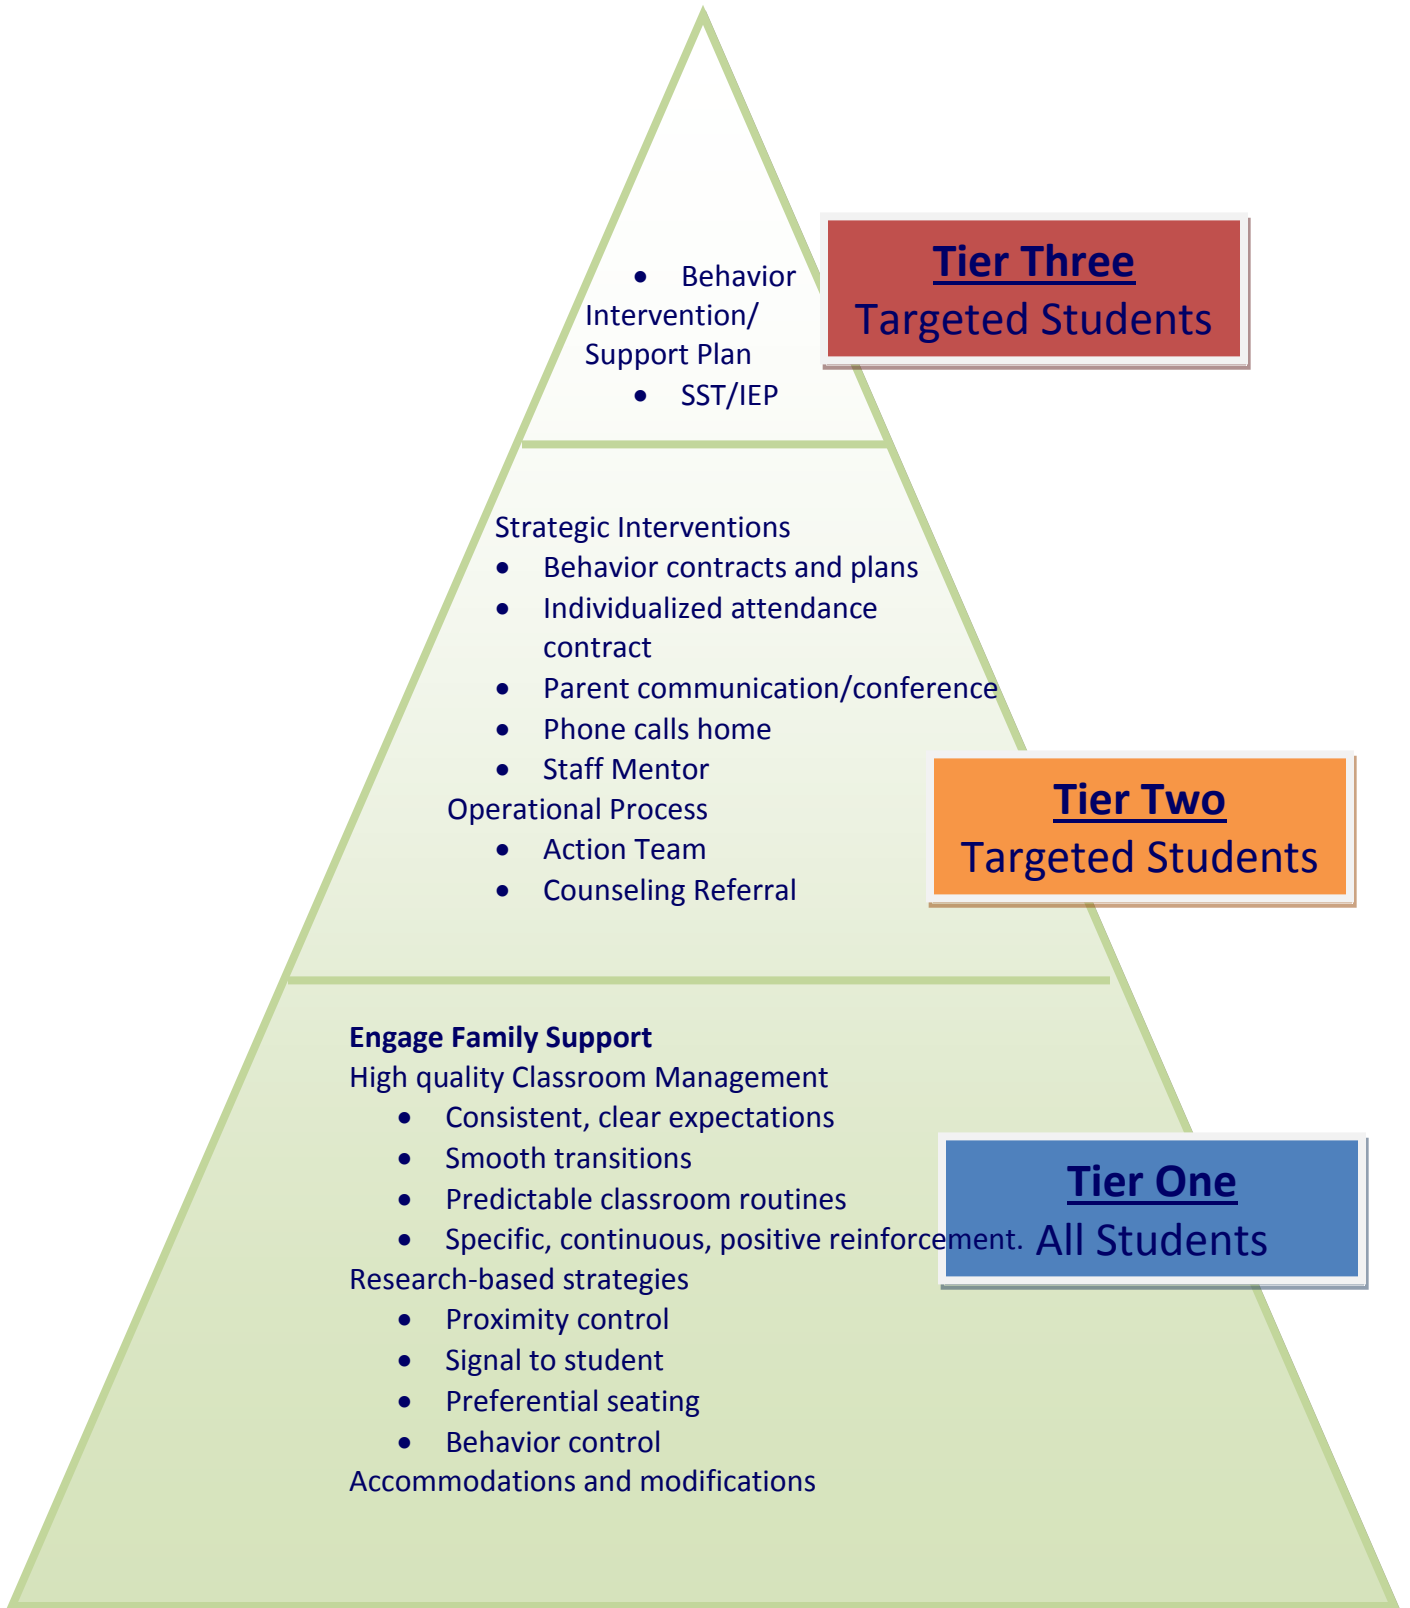 • Behavior
Intervention/
Support Plan
• SST/IEP
Tier Three
Targeted Students
Strategic Interventions
• Behavior contracts and plans
• Individualized attendance
contract
• Parent communication/conference
• Phone calls home
• Staff Mentor
Operational Process
• Action Team
• Counseling Referral
Tier Two
Targeted Students
Engage Family Support
High quality Classroom Management
• Consistent, clear expectations
• Smooth transitions
• Predictable classroom routines
• Specific, continuous, positive reinforcement.
Research-based strategies
• Proximity control
• Signal to student
• Preferential seating
• Behavior control
Accommodations and modifications
Tier One
All Students